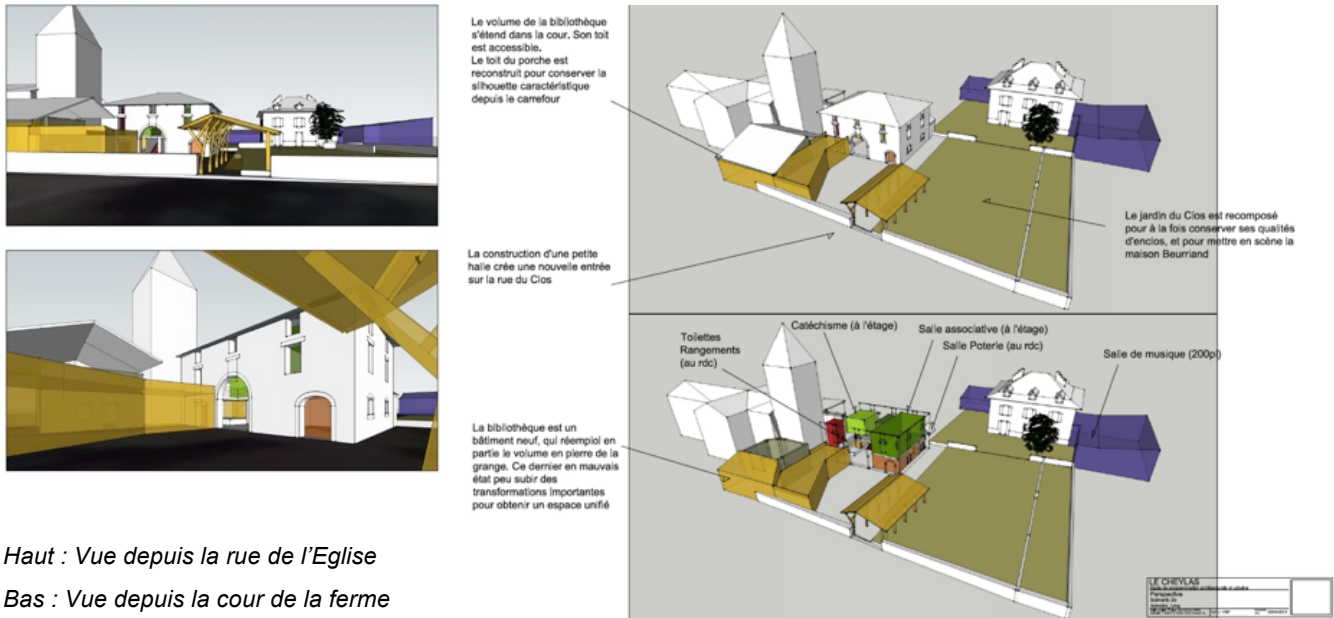 Le volume de la bibliothèque
s'étend dans la cour. Son toit
est accessible.
Le toit du porche est
reconstruit pour conserver la
silhouette caractéristique
depuis le carrefour
La construction d'une petite
halle crée une nouvelle entrée
sur la rue du Clos
Le jardin du Clos est recomposé
pour à la fois conserver ses qualités
d'enclos, et pour mettre en scène la
maison Beurriand
Toilettes
Rangements
(au rdc)
Catéchisme (à l'étage)
Salle associative (à l'étage)
Salle Poterie (au rdc)
Salle de musique (200pl)
La bibliothèque est un
bâtiment neuf, qui réemploi en
partie le volume en pierre de la
grange. Ce dernier en mauvais
état peu subir des
transformations importantes
pour obtenir un espace unifié
Haut : Vue depuis la rue de l'Eglise
Bas : Vue depuis la cour de la ferme
LE CHEYLAS
Perspective